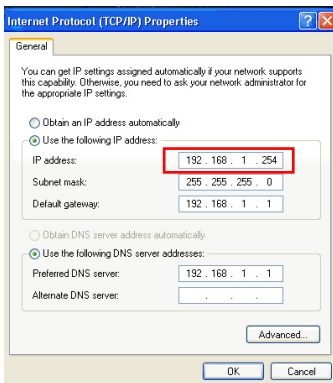 Internet Protocol (TCP/IP) Properties
General
You can get IP settings assigned automatically if your network supports
this capability. Otherwise, you need to ask your network administrator for
the appropriate IP settings.
Obtain an IP address automatically
Use the following IP address:
IP address: 192 . 168 . 1 . 254
Subnet mask: 255 . 255 . 255 . 0
Default gateway: 192 . 168 . 1 . 1
Obtain DNS server address automatically
Use the following DNS server addresses:
Preferred DNS server: 192 . 168 . 1 . 1
Alternate DNS server: . . .
Advanced...
OK Cancel